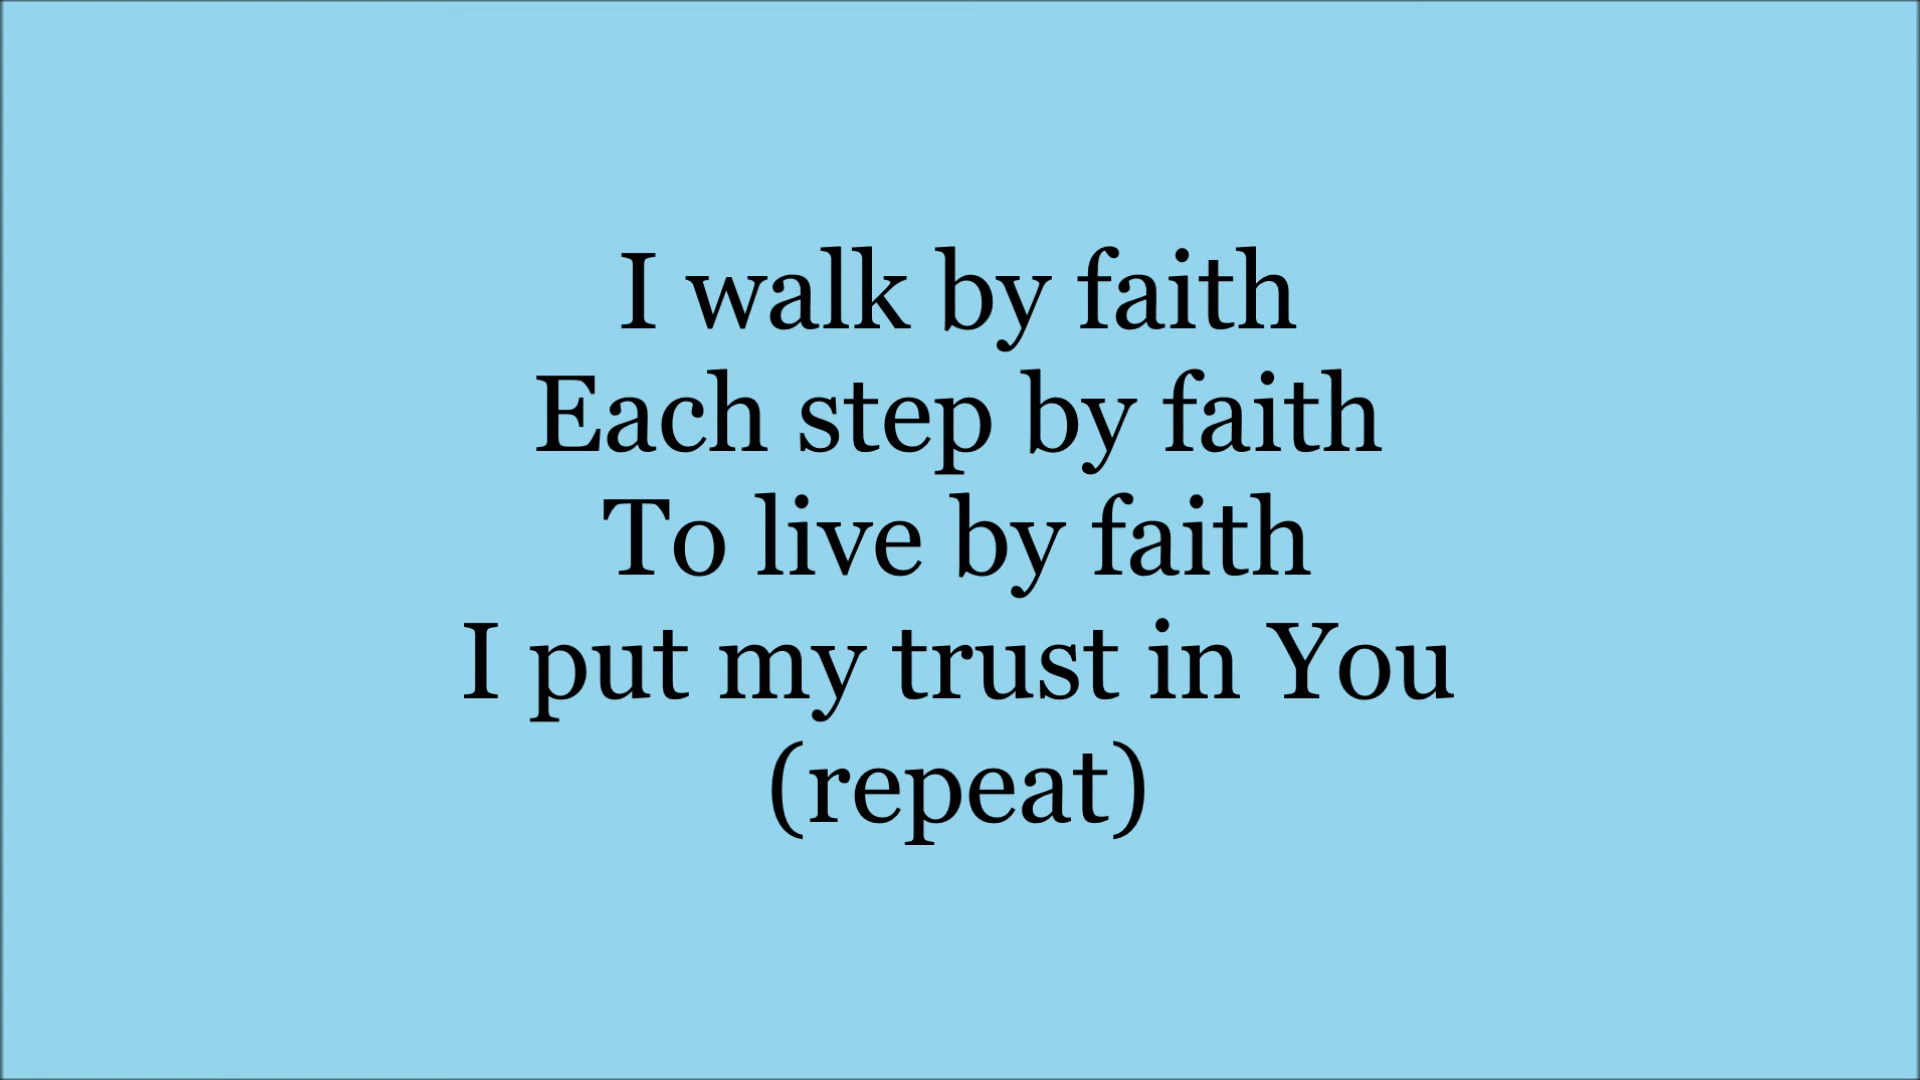 I walk by faith
Each step by faith
To live by faith
I put my trust in You
(repeat)